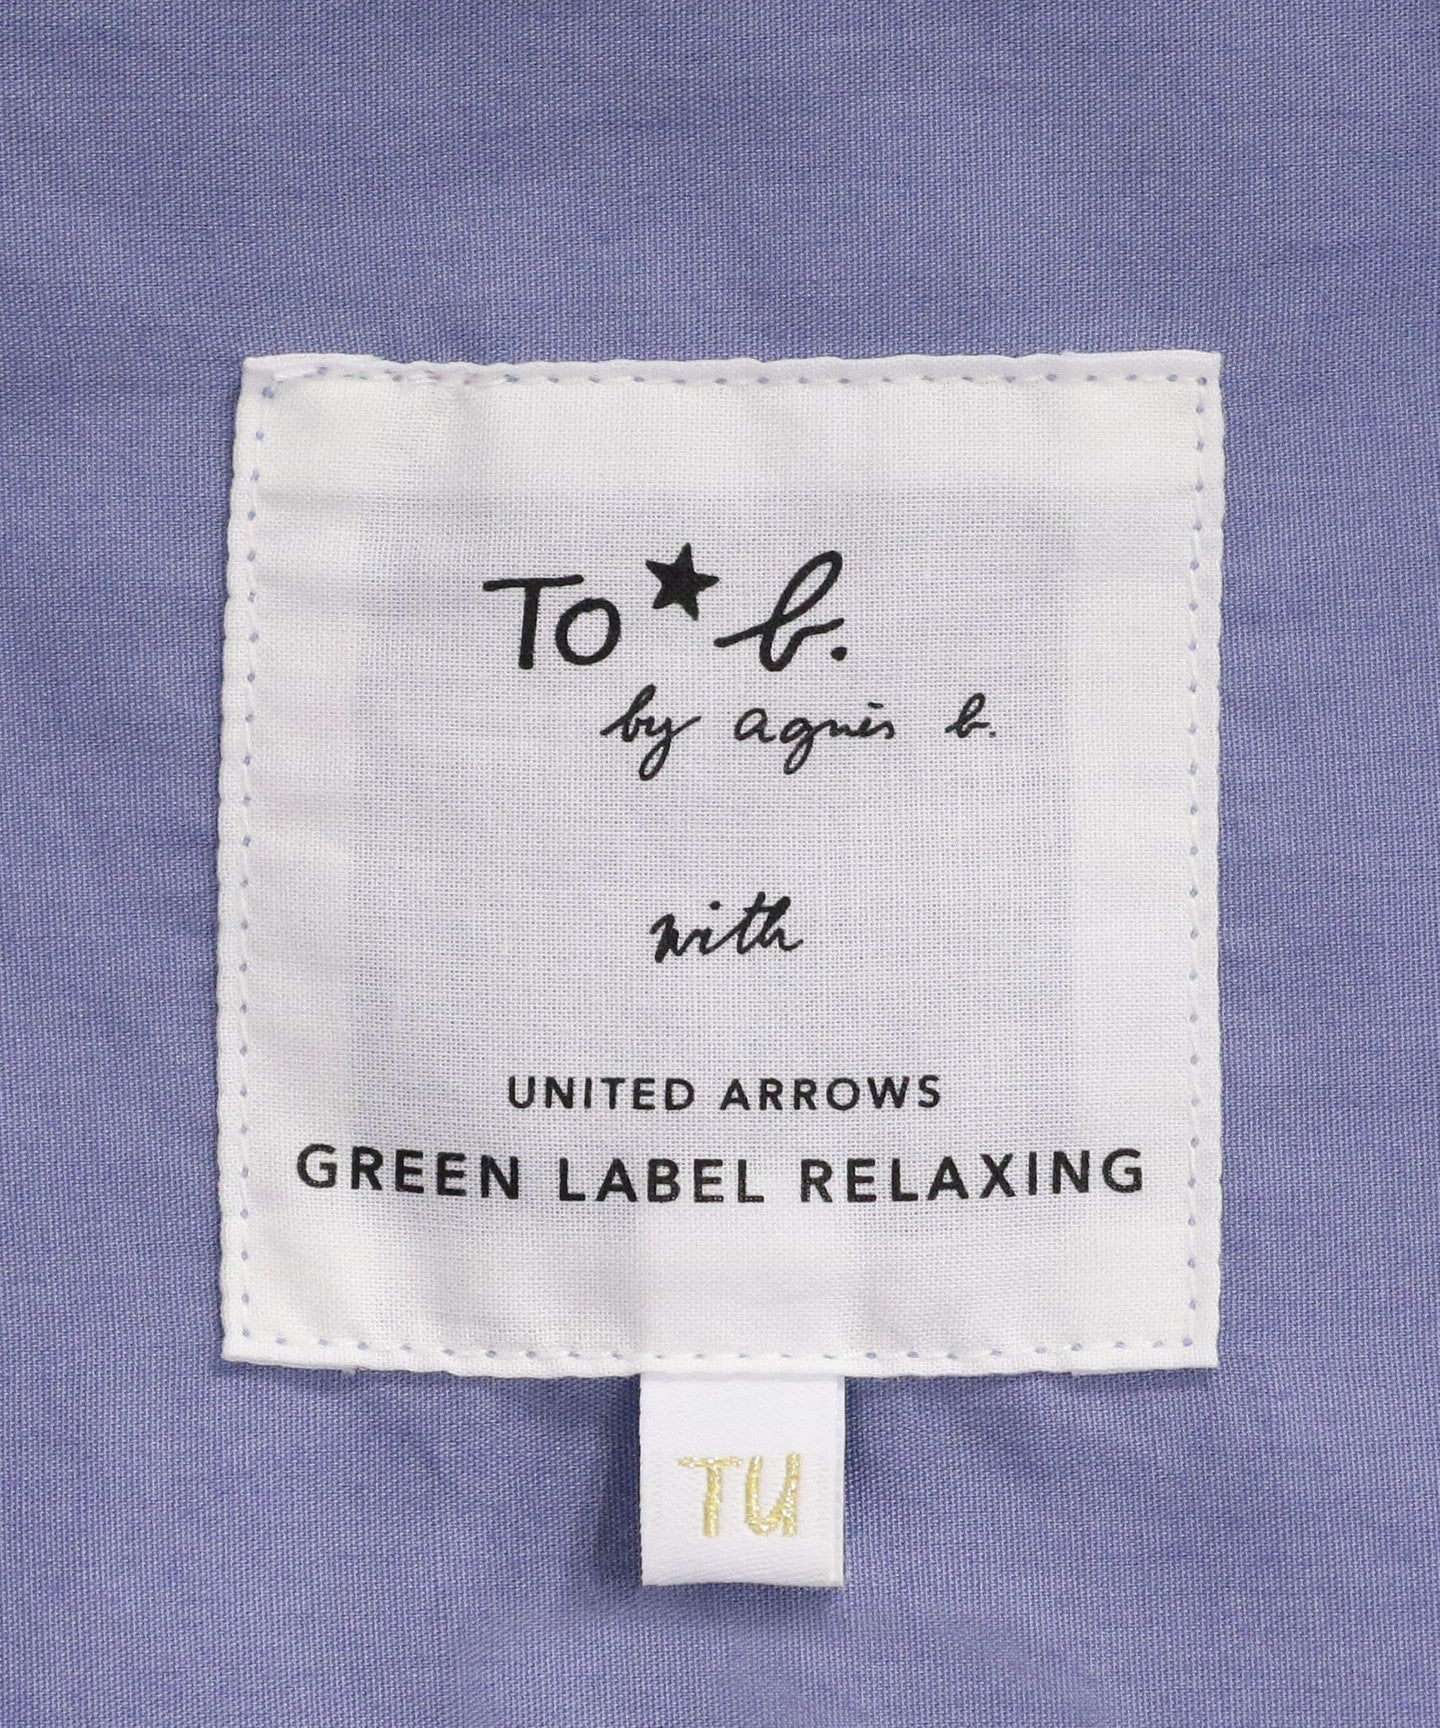 To★b.
by agnès b.
with
UNITED ARROWS
GREEN LABEL RELAXING
TU